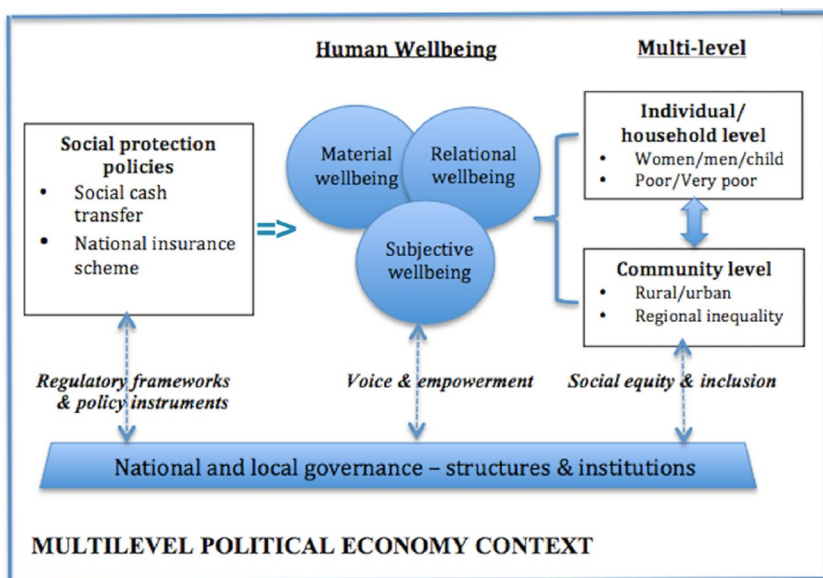 Human Wellbeing
Multi-level
Social protection
policies
• Social cash
transfer
• National insurance
scheme
=>
Material
wellbeing
Relational
wellbeing
Subjective
wellbeing
Individual/
household level
• Women/men/child
• Poor/Very poor
Community level
• Rural/urban
• Regional inequality
Regulatory frameworks
& policy instruments
Voice & empowerment
Social equity & inclusion
National and local governance – structures & institutions
MULTILEVEL POLITICAL ECONOMY CONTEXT